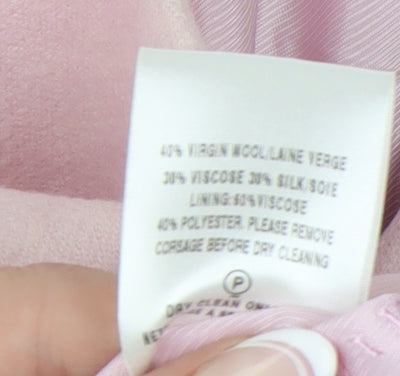 40% VIRGIN WOOL/LAINE VERGE
30% VISCOSE 30% SILK/SOIE
LINING:60%VISCOSE
40% POLYESTER. PLEASE REMOVE
CORSAGE BEFORE DRY CLEANING
P
DRY CLEAN ONL